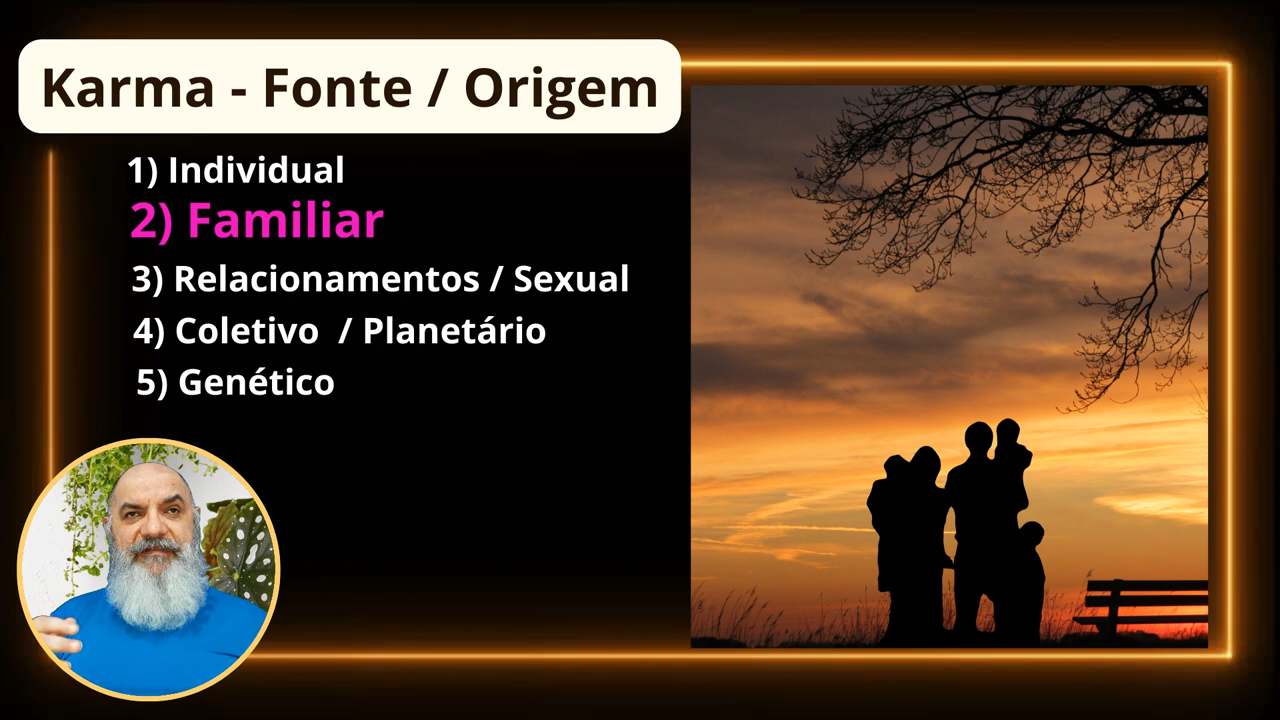 Karma - Fonte / Origem
1) Individual
2) Familiar
3) Relacionamentos / Sexual
4) Coletivo / Planetário
5) Genético